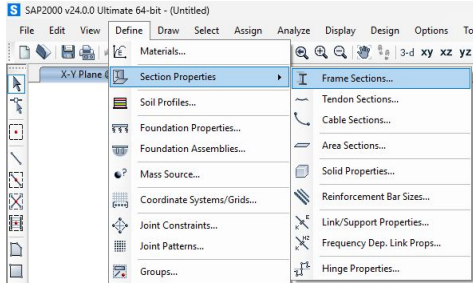 S SAP2000 v24.0.0 Ultimate 64-bit - (Untitled)
File Edit View Define Draw Select Assign Analyze Display Design Options
Materials...
3-d xy xz yz
X-Y Plane
Section Properties
Frame Sections...
Soil Profiles...
Tendon Sections...
Cable Sections...
Foundation Properties...
Area Sections...
Foundation Assemblies...
Solid Properties...
Mass Source...
Reinforcement Bar Sizes...
Coordinate Systems/Grids...
Link/Support Properties...
Joint Constraints...
Frequency Dep. Link Props...
Joint Patterns...
Hinge Properties...
Groups...